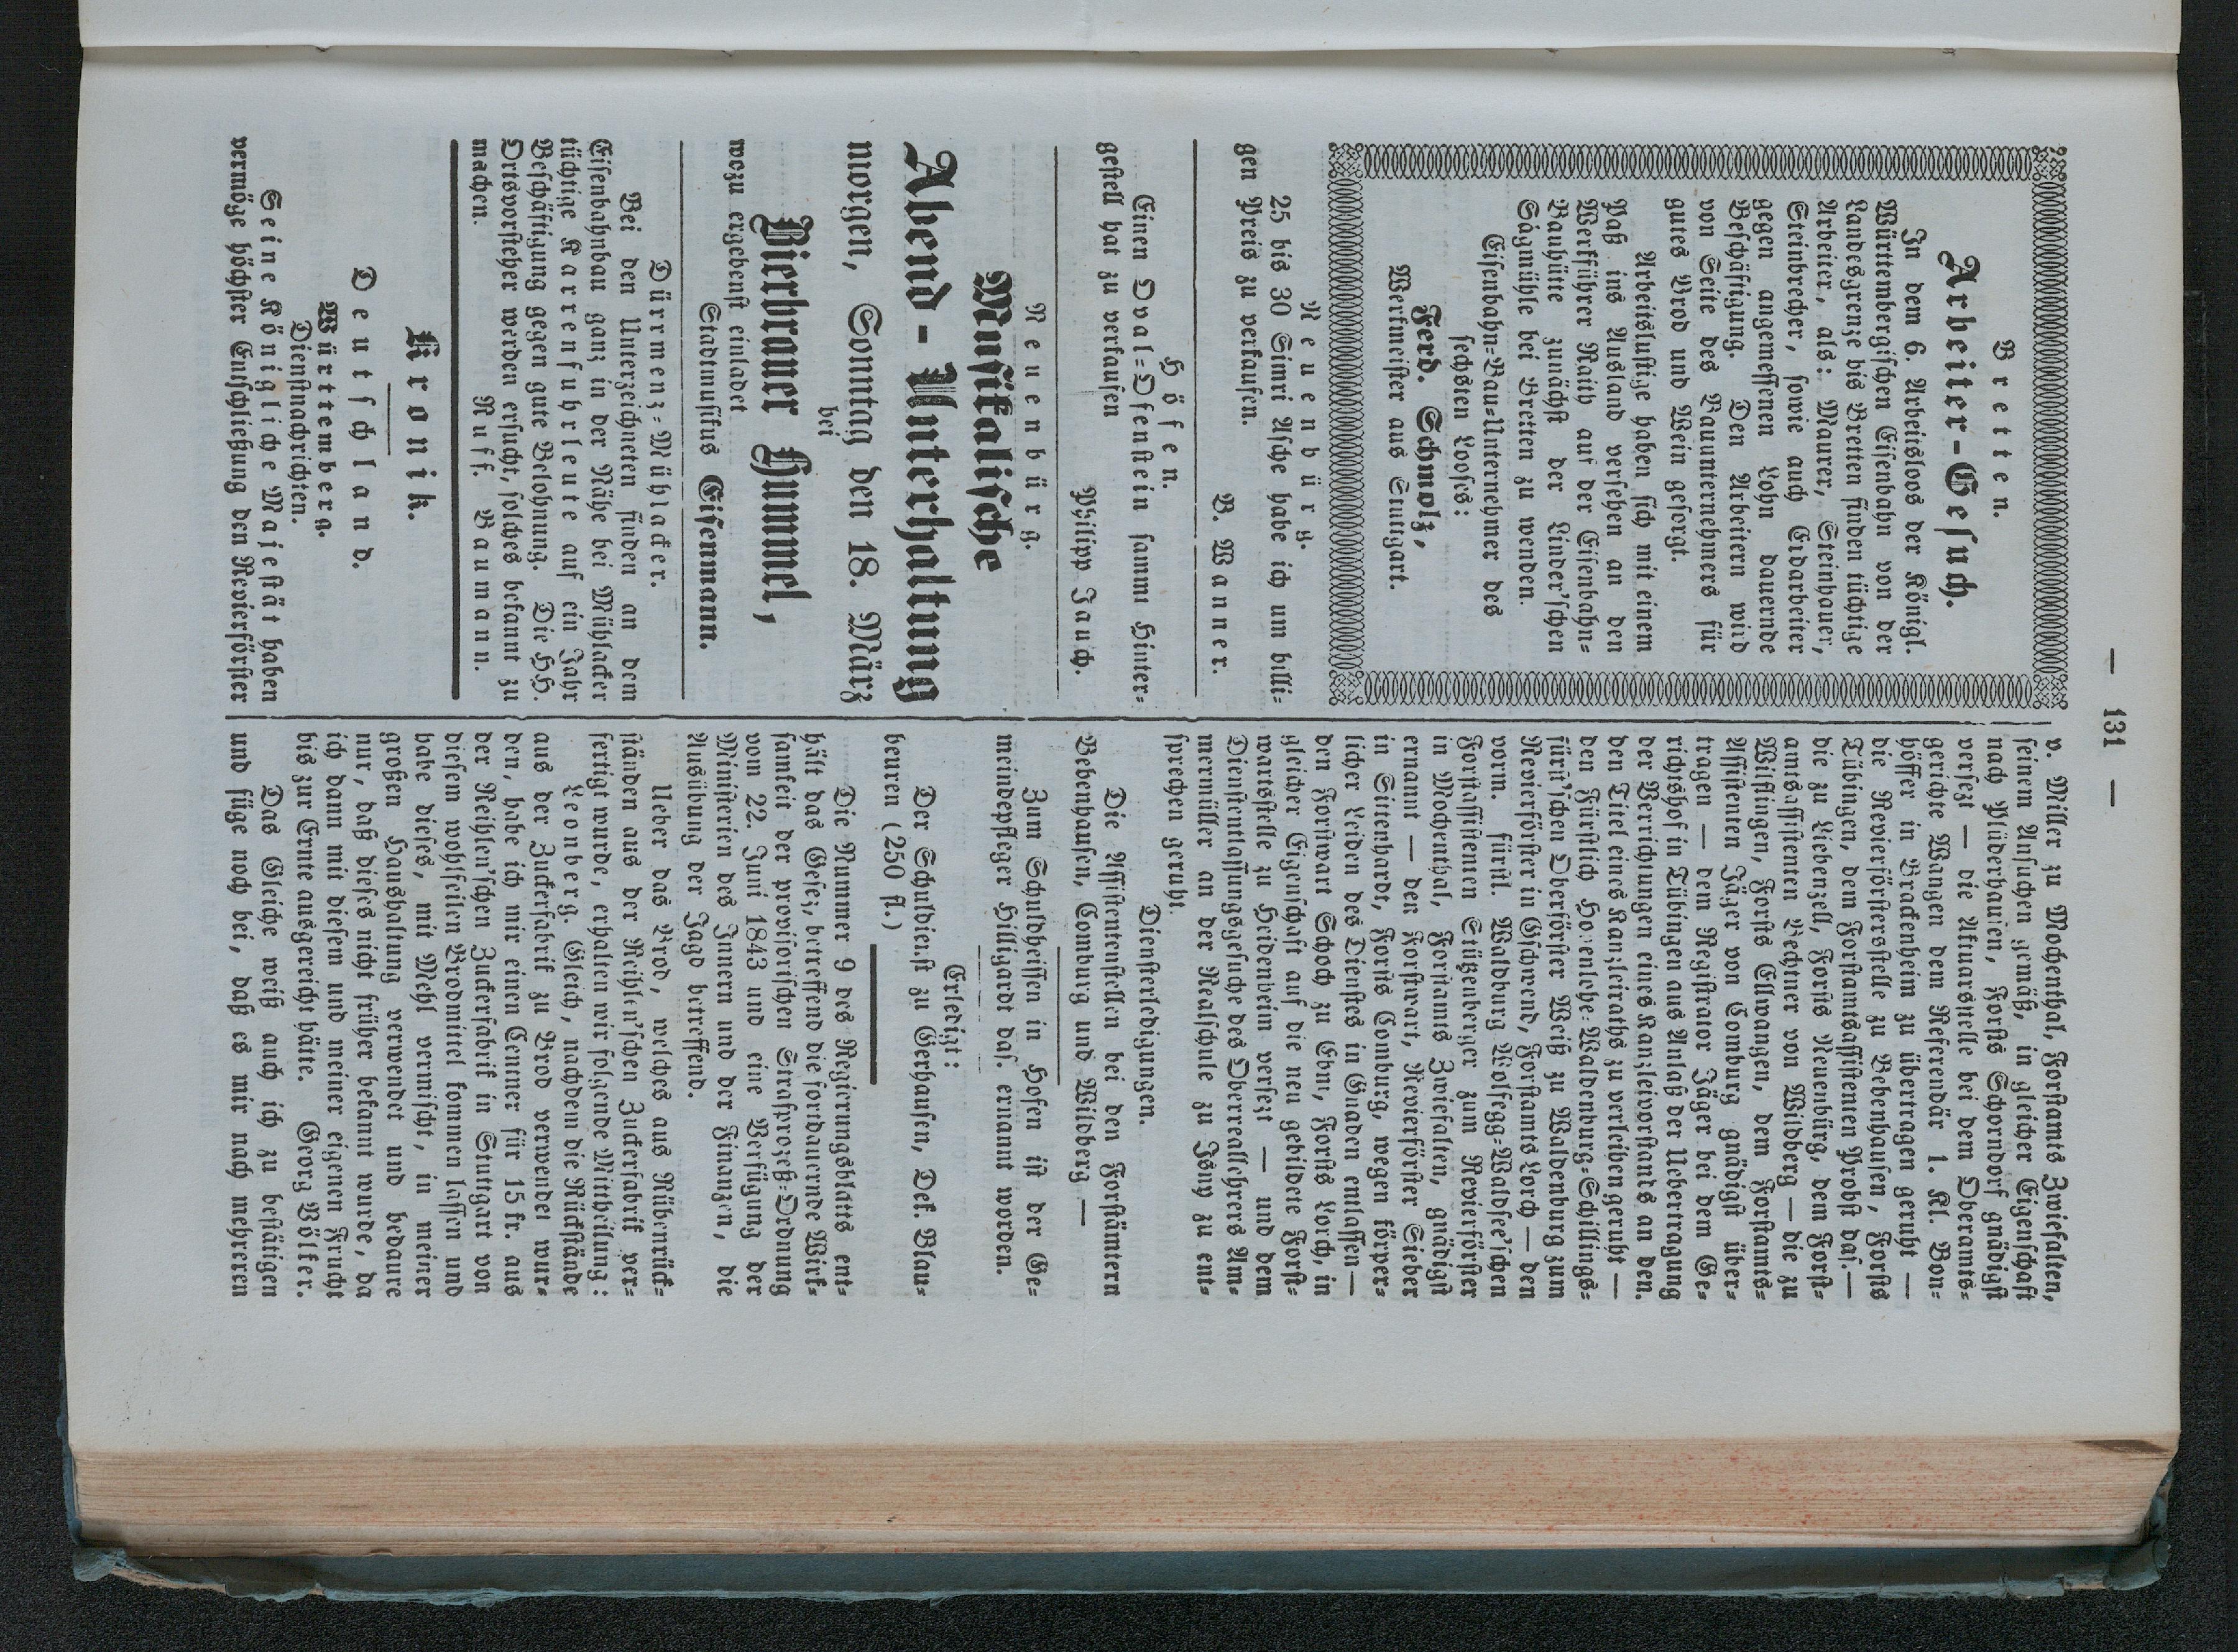 — 131 —
Bretten.
Arbeiter-Gesuch.
In dem 6. Arbeitsloos der Königl.
Württembergischen Eisenbahn von der
Landesgrenze bis Bretten finden tüchtige
Arbeiter, als: Maurer, Steinhauer,
Steinbrecher, sowie auch Erdarbeiter
gegen angemessenen Lohn dauernde
Beschäftigung. Den Arbeitern wird
von Seite des Bauunternehmers für
gutes Brod und Wein gesorgt.
Arbeitslustige haben sich mit einem
Paß ins Ausland versehen an den
Werkführer Raith auf der Eisenbahn-
Bauhütte zunächst der Linder'schen
Sägmühle bei Bretten zu wenden.
Eisenbahn-Bau-Unternehmer des
sechsten Looses:
Ferd. Schmolz,
Werkmeister aus Stuttgart.
Neuenbürg.
25 bis 30 Simri Asche habe ich um billi-
gen Preis zu verkaufen.
B. Wanner.
Höfen.
Einen Oval-Ofenstein sammt Hinter-
gestell hat zu verkaufen
Philipp Jauch.
Neuenbürg.
Musikalische
Abend-Unterhaltung
morgen, Sonntag den 18. März
bei
Bierbrauer Hummel,
wozu ergebenst einladet
Stadtmusikus Eisenmann.
Dürrmenz-Mühlacker.
Bei den Unterzeichneten finden an dem
Eisenbahnbau ganz in der Nähe bei Mühlacker
tüchtige Karrenfuhrleute auf ein Jahr
Beschäftigung gegen gute Belohnung. Die HH.
Ortsvorsteher werden ersucht, solches bekannt zu
machen.
Ruff. Baumann.
Kronik.
Deutschland.
Württemberg.
Dienstnachrichten.
Seine Königliche Majestät haben
vermöge höchster Entschließung den Revierförster
v. Miller zu Mochenthal, Forstamts Zwiefalten,
seinem Ansuchen gemäß, in gleicher Eigenschaft
nach Plüderhausen, Forsts Schorndorf gnädigst
versezt — die Aktuarsstelle bei dem Oberamts-
gerichte Wangen dem Referendär 1. Kl. Bon-
höffer in Brackenheim zu übertragen geruht —
die Revierförstersstelle zu Bebenhausen, Forsts
Tübingen, dem Forstamtsassistenten Probst das. —
die zu Liebenzell, Forsts Neuenbürg, dem Forst-
amtsassistenten Pechtner von Wildberg — die zu
Wilflingen, Forsts Ellwangen, dem Forstamts-
Assistenten Jäger von Comburg gnädigst über-
tragen — dem Registrator Jäger bei dem Ge-
richtshof in Tübingen aus Anlaß der Uebertragung
der Verrichtungen eines Kanzleivorstands an den.
den Titel eines Kanzleiraths zu verleihen geruht —
den Fürstlich Hohenlohe-Waldenburg-Schillings-
fürst'schen Oberförster Weiß zu Waldenburg zum
Revierförster in Gschwend, Forstamts Lorch — den
vorm. fürstl. Waldburg Wolfegg-Waldsee'schen
Forstassistenten Stützenberger zum Revierförster
in Mochenthal, Forstamts Zwiefalten, gnädigst
ernannt — der Forstwart, Revierförster Sieber
in Sittenhardt, Forsts Comburg, wegen körper-
licher Leiden des Dienstes in Gnaden entlassen —
den Forstwart Schoch zu Ebni, Forsts Lorch, in
gleicher Eigenschaft auf die neu gebildete Forst-
wartsstelle zu Heidenheim versezt — und dem
Dienstentlassungsgesuche des Oberreallehrers Am-
mermüller an der Realschule zu Isny zu ent-
sprechen geruht.
Diensterledigungen.
Die Assistentenstellen bei den Forstämtern
Bebenhausen, Comburg und Wildberg —
Zum Schuldheissen in Höfen ist der Ge-
meindepfleger Hilligardt das. ernannt worden.
Erledigt:
Der Schuldienst zu Gerhausen, Dek. Blau-
beuren (250 fl.)
Die Nummer 9 des Regierungsblatts ent-
hält das Gesez, betreffend die fortdauernde Wirk-
samkeit der provisorischen Strafprozeß-Ordnung
vom 22. Juni 1843 und eine Verfügung der
Ministerien des Innern und der Finanzen, die
Ausübung der Jagd betreffend.
Ueber das Brod, welches aus Rübenrück-
ständen aus der Reihlen'schen Zuckerfabrik ver-
fertigt wurde, erhalten wir folgende Mittheilung:
Leonberg. Gleich, nachdem die Rückstände
aus der Zuckerfabrik zu Brod verwendet wur-
den, habe ich mir einen Centner für 15 kr. aus
der Reihlen'schen Zuckerfabrik in Stuttgart von
diesem wohlfeilen Brodmittel kommen lassen und
habe dieses, mit Mehl vermischt, in meiner
großen Haushaltung verwendet und bedaure
nur, daß dieses nicht früher bekannt wurde, da
ich dann mit diesem und meiner eigenen Frucht
bis zur Ernte ausgereicht hätte. Georg Völker.
Das Gleiche weiß auch ich zu bestätigen
und füge noch bei, daß es mir nach mehreren